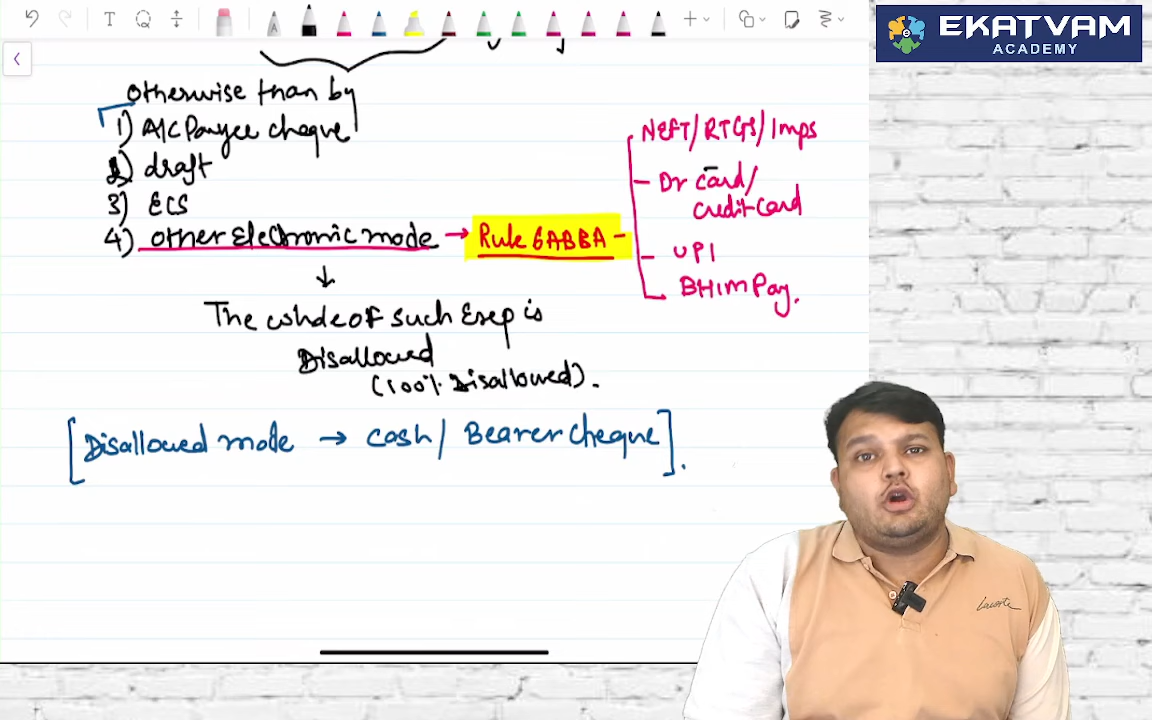 EKATVAM
ACADEMY
otherwise than by
1) A/C Payee cheque
2) draft
3) ECS
4) other Electronic mode → Rule 6ABBA
NEFT/RTGS/Imps
Dr card/
credit card
UPI
BHIM Pay.
The whole of such Exep is
Disallowed
(100% Disallowed).
[Disallowed mode → cash/ Bearer cheque].
Lacoste